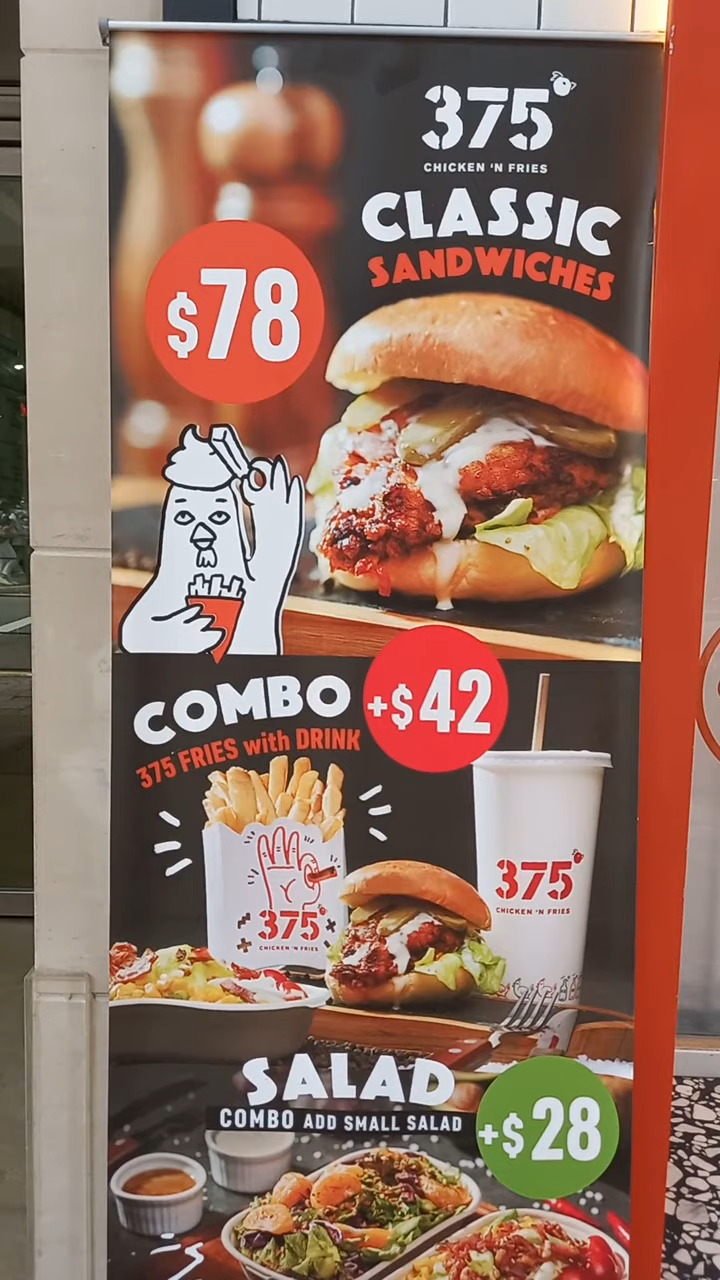 375
CHICKEN 'N FRIES
CLASSIC
SANDWICHES
$78
COMBO
375 FRIES with DRINK
+$42
375
CHICKEN 'N FRIES
375
CHICKEN 'N FRIES
SALAD
COMBO ADD SMALL SALAD
+$28